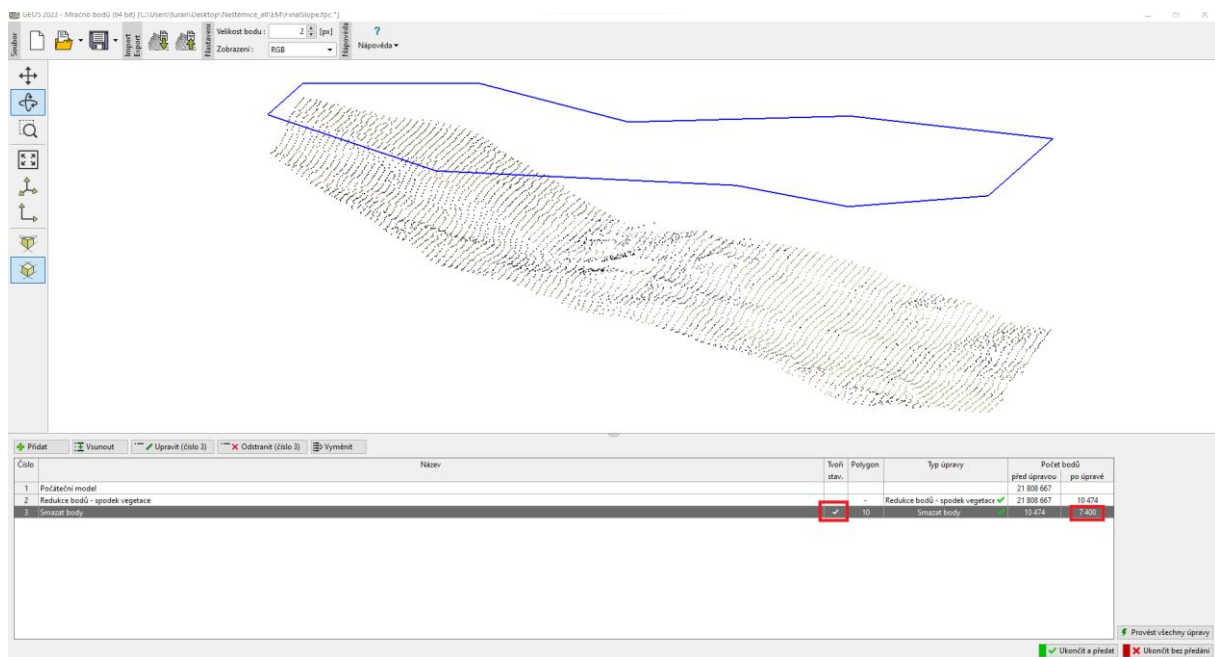 GEO5 2023 - Mračno bodů (64 bit) [C:\Users\turan\Desktop\Netřemice_all\EM\FinalSlope.fpc *]
Soubor
Import
Export
Nastavení
Velikost bodu : 2 [px]
Zobrazení : RGB
Nápověda
?
Nápověda
Přidat Vsunout Upravit (číslo 3) Odstranit (číslo 3) Vyměnit
Číslo Název Tvoří Polygon Typ úpravy Počet bodů
stav. před úpravou po úpravě
1 Počáteční model 21 808 667
2 Redukce bodů - spodek vegetace - Redukce bodů - spodek vegetace 21 808 667 10 474
3 Smazat body 10 Smazat body 10 474 7 400
Provést všechny úpravy
Ukončit a předat Ukončit bez předání